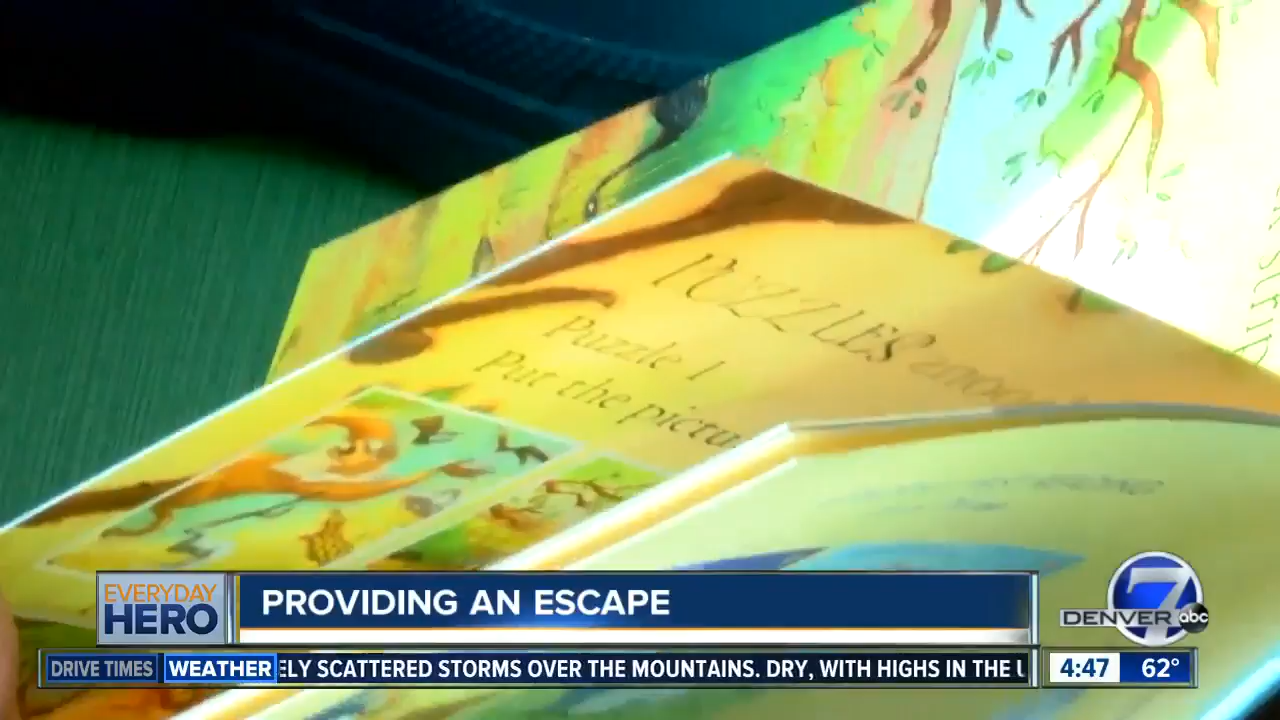 PUZZLES
Puzzle 1
Put the
EVERYDAY
HERO
PROVIDING AN ESCAPE
DENVER 7 abc
DRIVE TIMES WEATHER ELY SCATTERED STORMS OVER THE MOUNTAINS. DRY, WITH HIGHS IN THE U
4:47 62°